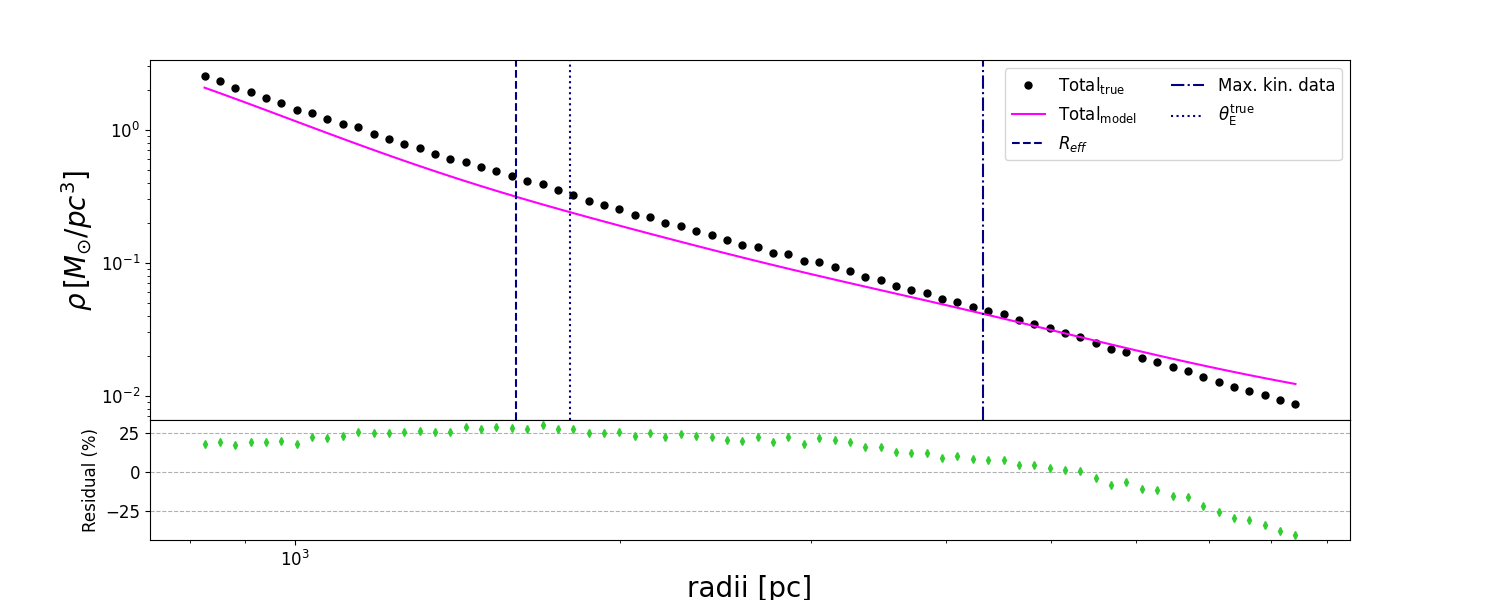 Total_true
Total_model
R_eff
Max. kin. data
θ_E^true
ρ [M_⊙/pc^3]
10^0
10^−1
10^−2
Residual (%)
25
0
−25
10^3
radii [pc]